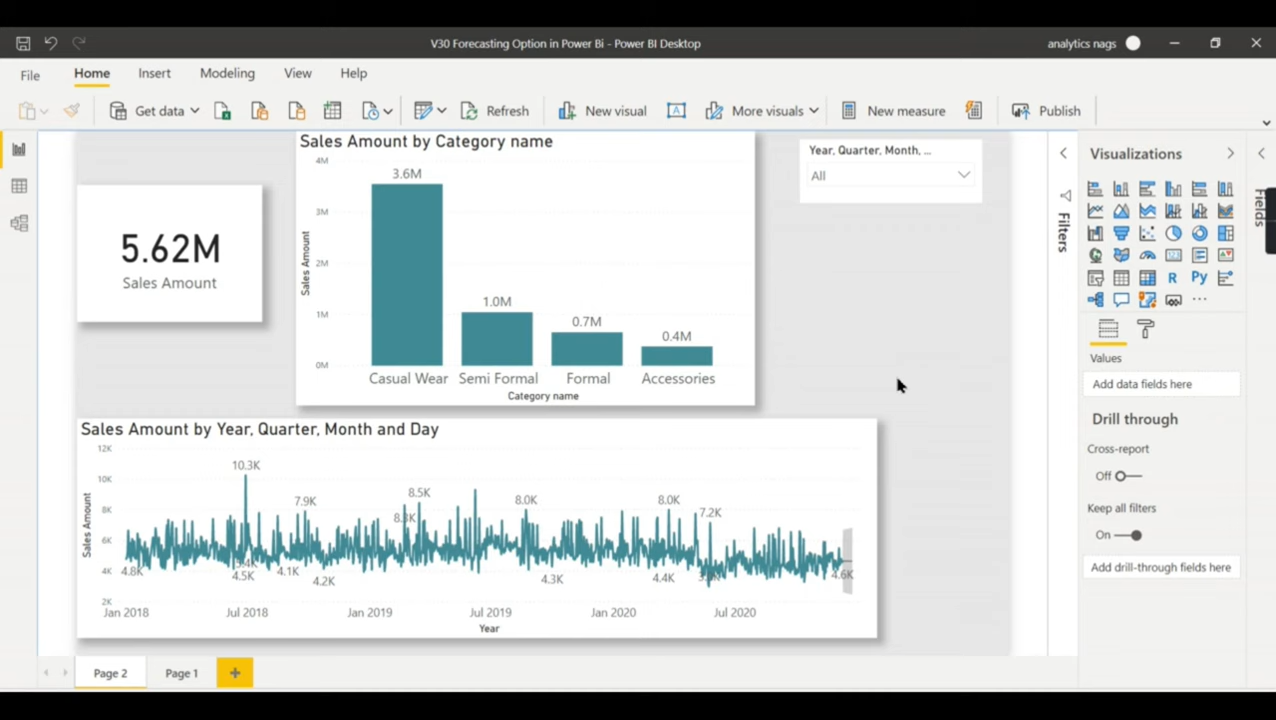 V30 Forecasting Option in Power Bi - Power BI Desktop
analytics nags
File Home Insert Modeling View Help
Get data Refresh New visual More visuals New measure Publish
5.62M
Sales Amount
Sales Amount by Category name
4M
3M
2M
1M
0M
Sales Amount
3.6M
1.0M
0.7M
0.4M
Casual Wear Semi Formal Formal Accessories
Category name
Year, Quarter, Month, ...
All
Sales Amount by Year, Quarter, Month and Day
12K
10K
8K
6K
4K
2K
Sales Amount
10.3K
7.9K
8.5K
8.0K
8.0K
7.2K
4.8K
4.5K
4.1K
4.2K
4.3K
4.4K
4.6K
Jan 2018 Jul 2018 Jan 2019 Jul 2019 Jan 2020 Jul 2020
Year
Filters
Visualizations
R Py
Values
Add data fields here
Drill through
Cross-report
Off
Keep all filters
On
Add drill-through fields here
Fields
Page 2 Page 1